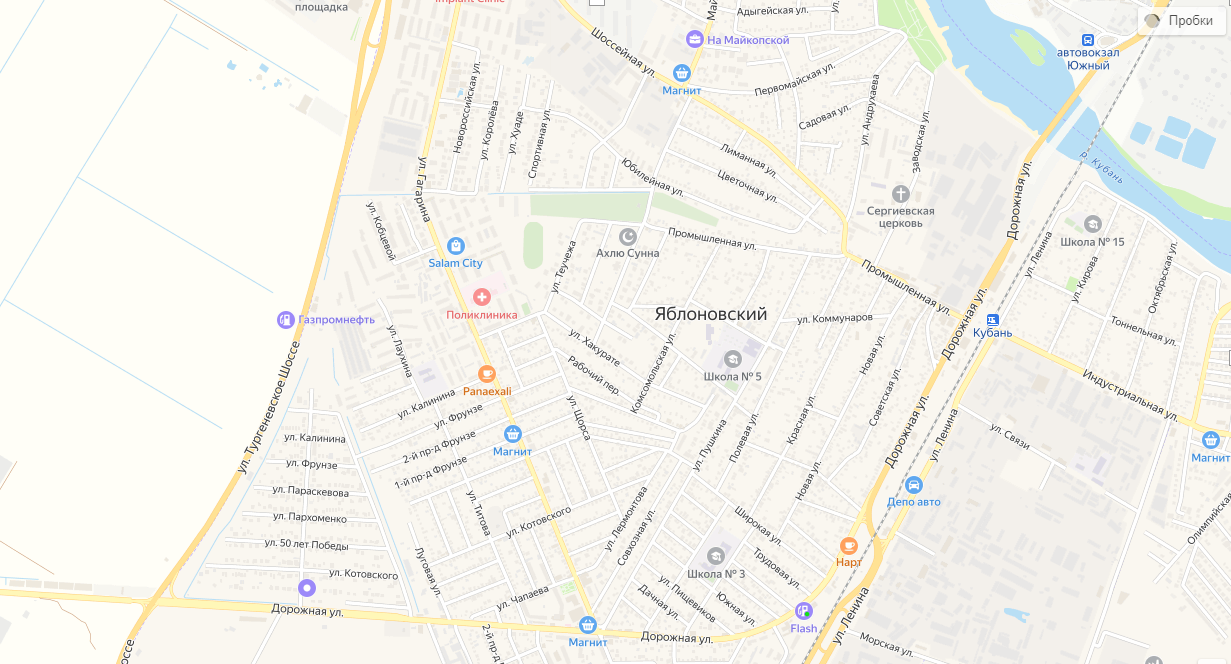 площадка
Implant Clinic
Майко
Адыгейская ул.
Пробки
На Майкопской
Шоссейная ул.
автовокзал
Южный
Магнит
Первомайская ул.
Новороссийская ул.
ул. Королёва
ул. Хуаде
Спортивная ул.
Садовая ул.
ул. Андрухаева
Заводская ул.
Лиманная ул.
Цветочная ул.
Юбилейная ул.
ул. Гагарина
р. Кубань
Дорожная ул.
Сергиевская
церковь
ул. Кобцевой
Salam City
Ахлю Сунна
Промышленная ул.
Школа № 15
ул. Теучежа
ул. Ленина
ул. Кирова
Октябрьская ул.
Промышленная ул.
Поликлиника
Газпромнефть
Яблоновский
ул. Коммунаров
Дорожная ул.
Кубань
Тоннельная ул.
ул. Лаухина
ул. Хакурате
Рабочий пер.
Комсомольская ул.
Школа № 5
Новая ул.
Советская ул.
Panaexali
Индустриальная ул.
ул. Тургеневское Шоссе
ул. Калинина
ул. Фрунзе
2-й пр-д Фрунзе
1-й пр-д Фрунзе
ул. Щорса
Магнит
ул. Пушкина
Полевая ул.
Красная ул.
Дорожная ул.
ул. Ленина
ул. Связи
Магнит
ул. Калинина
ул. Фрунзе
ул. Параскевова
ул. Пархоменко
ул. 50 лет Победы
ул. Котовского
ул. Титова
ул. Котовского
ул. Лермонтова
Совхозная ул.
Новая ул.
Депо авто
Широкая ул.
Трудовая ул.
Нарт
Олимпийская
Школа № 3
Луговая ул.
ул. Чапаева
Дачная ул.
ул. Пищевиков
Южная ул.
Flash
ул. Ленина
Дорожная ул.
Магнит
Дорожная ул.
2-й пр-д
Морская ул.
шоссе